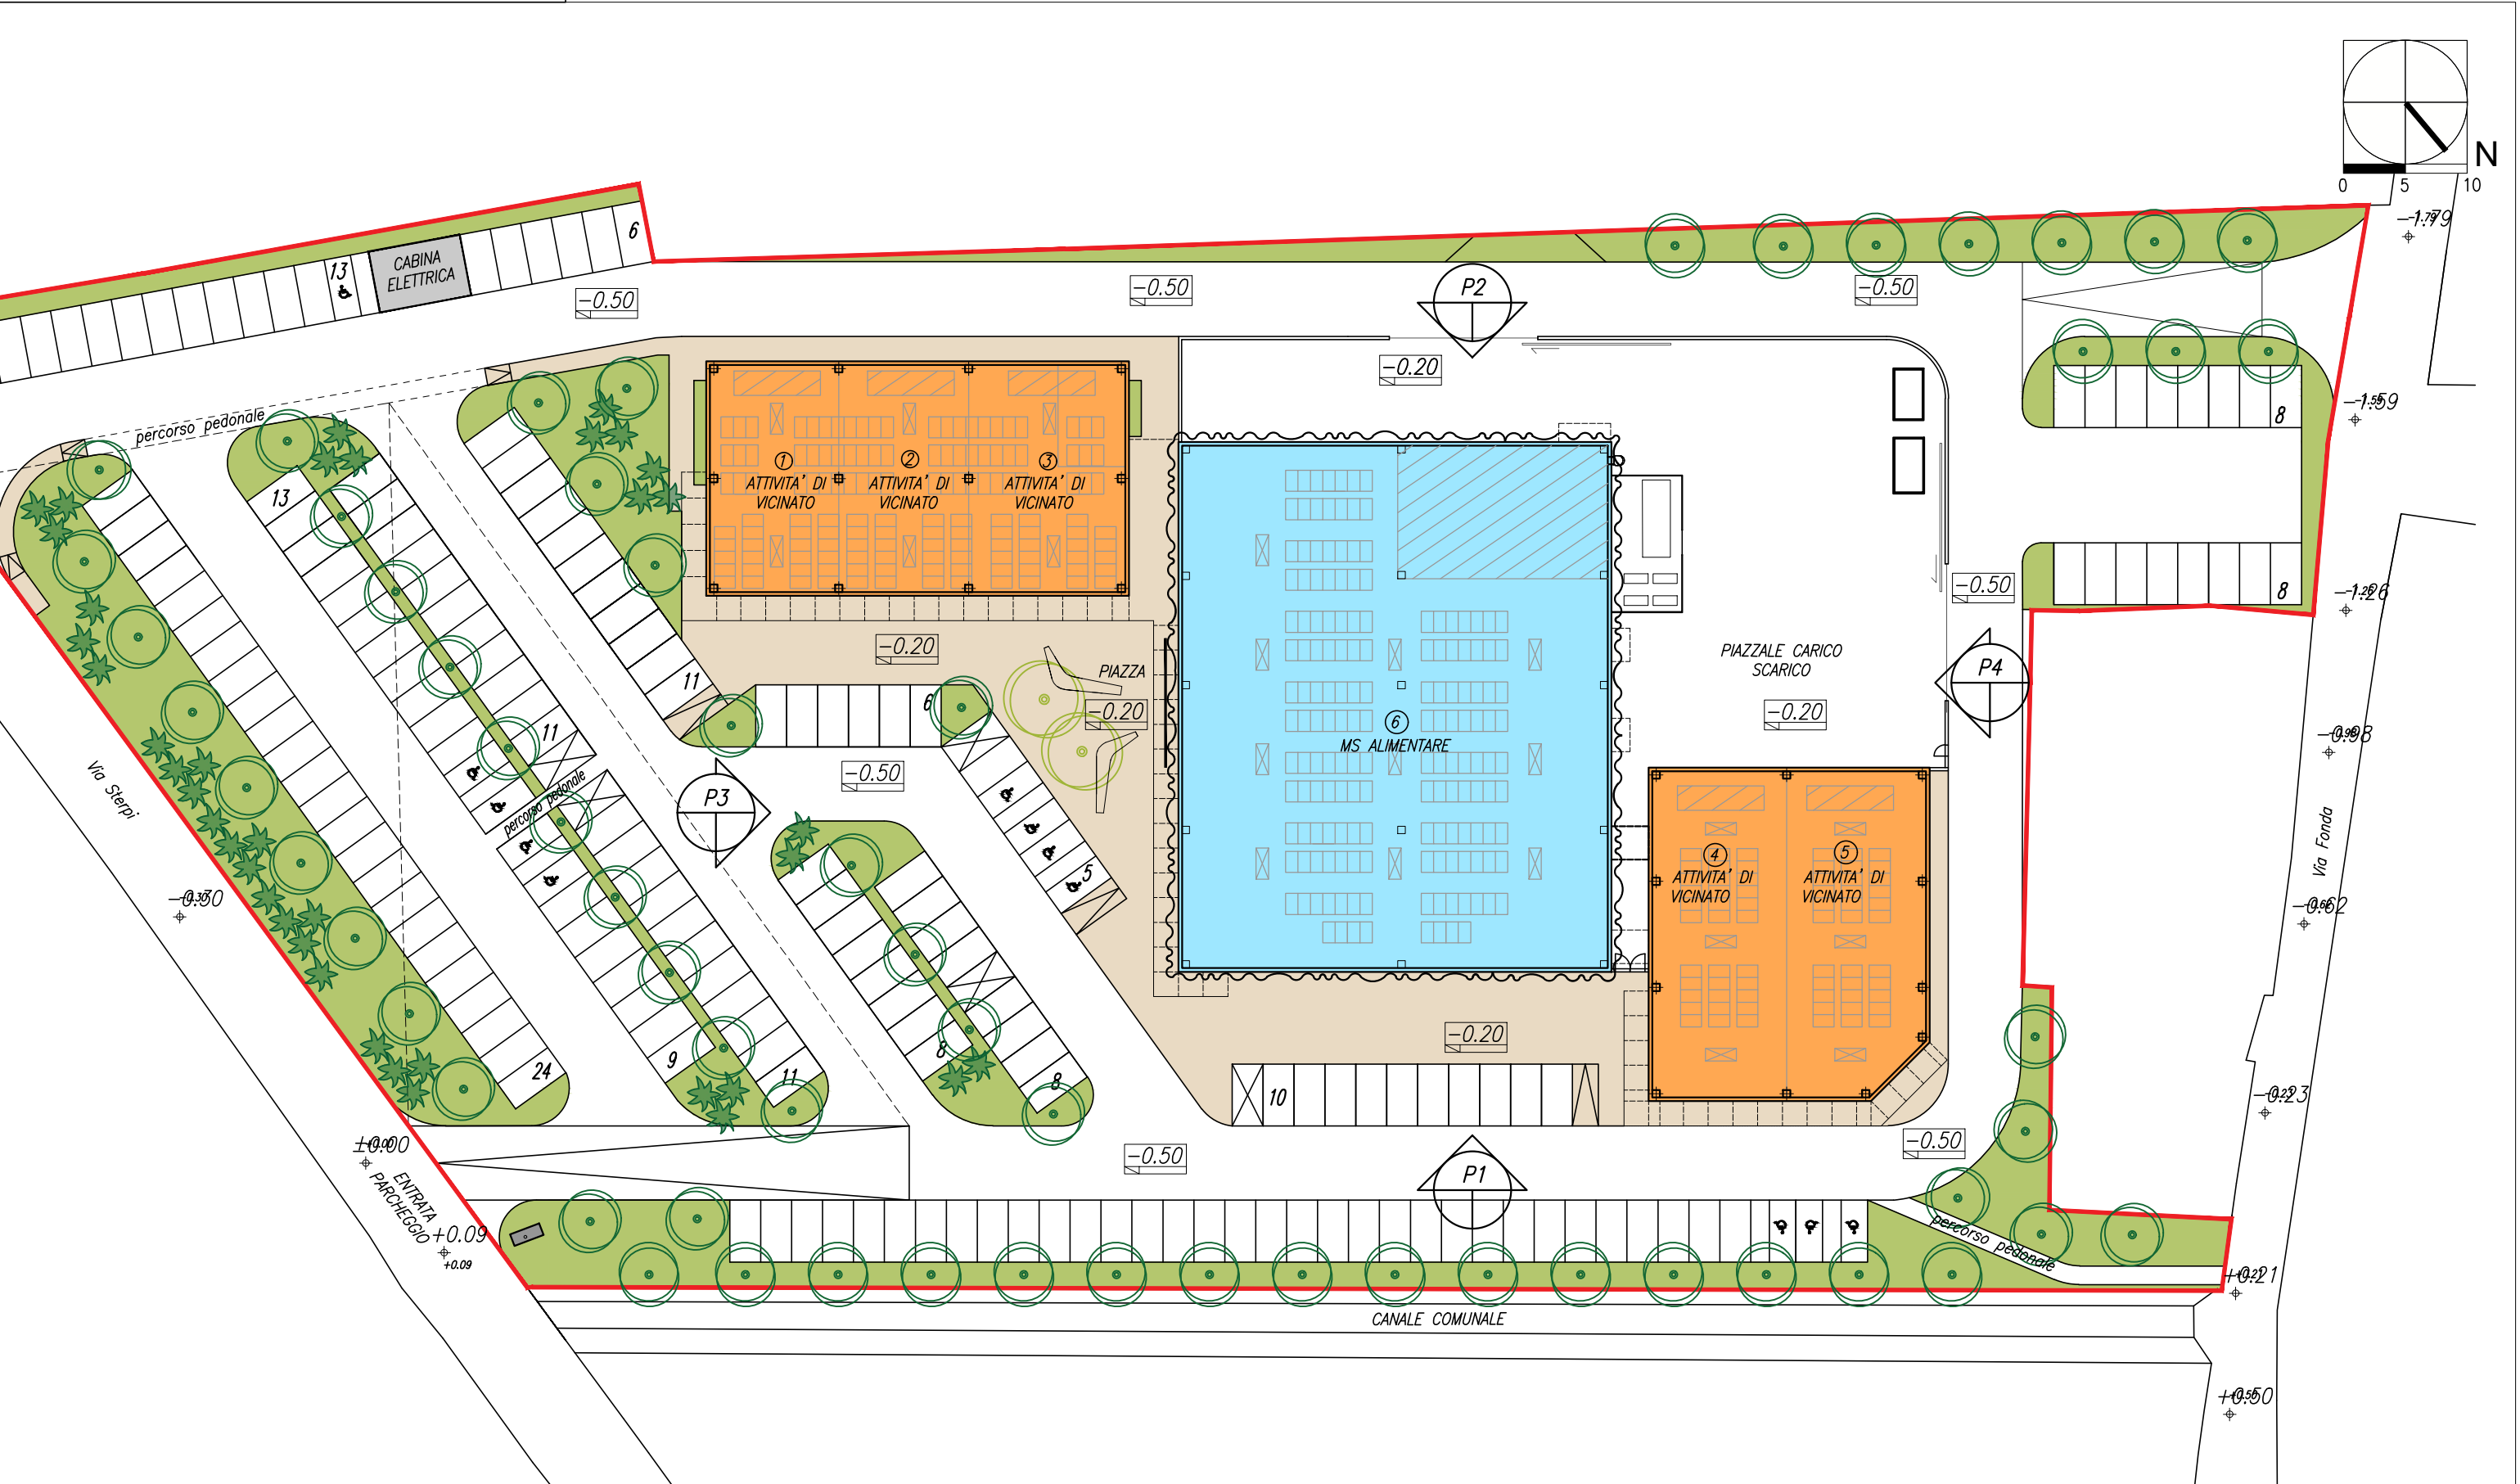 N
0 5 10
-1.79
6
CABINA
ELETTRICA
13
-0.50
-0.50
P2
-0.50
-0.20
-1.59
8
percorso pedonale
13
1
ATTIVITA' DI
VICINATO
2
ATTIVITA' DI
VICINATO
3
ATTIVITA' DI
VICINATO
-0.50
8
-1.26
-0.20
PIAZZA
-0.20
11
6
11
PIAZZALE CARICO
SCARICO
-0.20
P4
6
MS ALIMENTARE
-0.98
Via Sterpi
percorso pedonale
P3
-0.50
Via Fonda
5
4
ATTIVITA' DI
VICINATO
5
ATTIVITA' DI
VICINATO
-0.30
-0.62
24
9
11
8
8
-0.20
10
-0.23
±0.00
ENTRATA
PARCHEGGIO
-0.50
P1
-0.50
+0.09
+0.09
percorso pedonale
+0.21
CANALE COMUNALE
+0.50